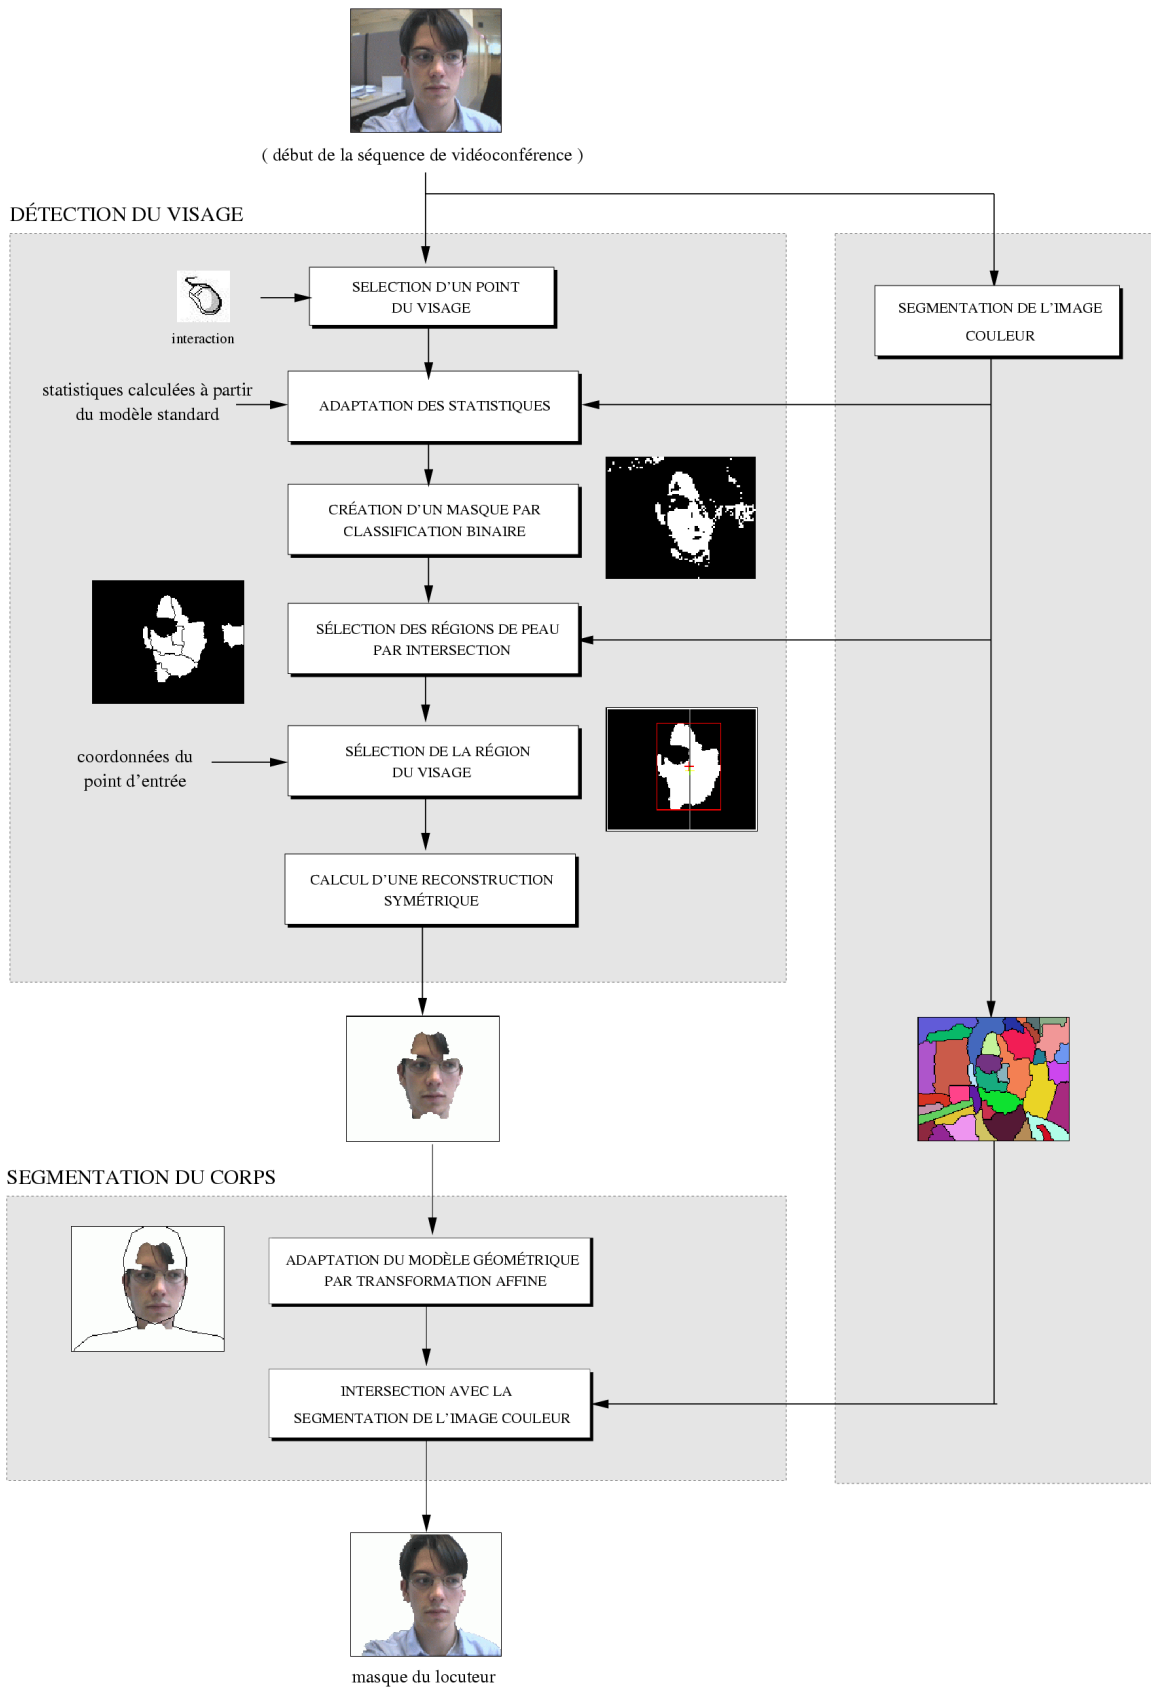 ( début de la séquence de vidéoconférence )
DÉTECTION DU VISAGE
SELECTION D'UN POINT
DU VISAGE
interaction
SEGMENTATION DE L'IMAGE
COULEUR
statistiques calculées à partir
du modèle standard
ADAPTATION DES STATISTIQUES
CRÉATION D'UN MASQUE PAR
CLASSIFICATION BINAIRE
SÉLECTION DES RÉGIONS DE PEAU
PAR INTERSECTION
coordonnées du
point d'entrée
SÉLECTION DE LA RÉGION
DU VISAGE
CALCUL D'UNE RECONSTRUCTION
SYMÉTRIQUE
SEGMENTATION DU CORPS
ADAPTATION DU MODÈLE GÉOMÉTRIQUE
PAR TRANSFORMATION AFFINE
INTERSECTION AVEC LA
SEGMENTATION DE L'IMAGE COULEUR
masque du locuteur